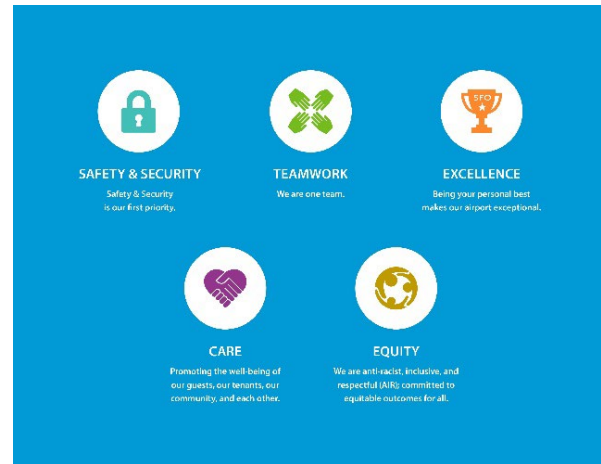 SFO
SAFETY & SECURITY
Safety & Security
is our first priority.
TEAMWORK
We are one team.
EXCELLENCE
Being your personal best
makes our airport exceptional.
CARE
Promoting the well-being of
our guests, our tenants, our
community, and each other.
EQUITY
We are anti-racist, inclusive, and
respectful (AIR); committed to
equitable outcomes for all.